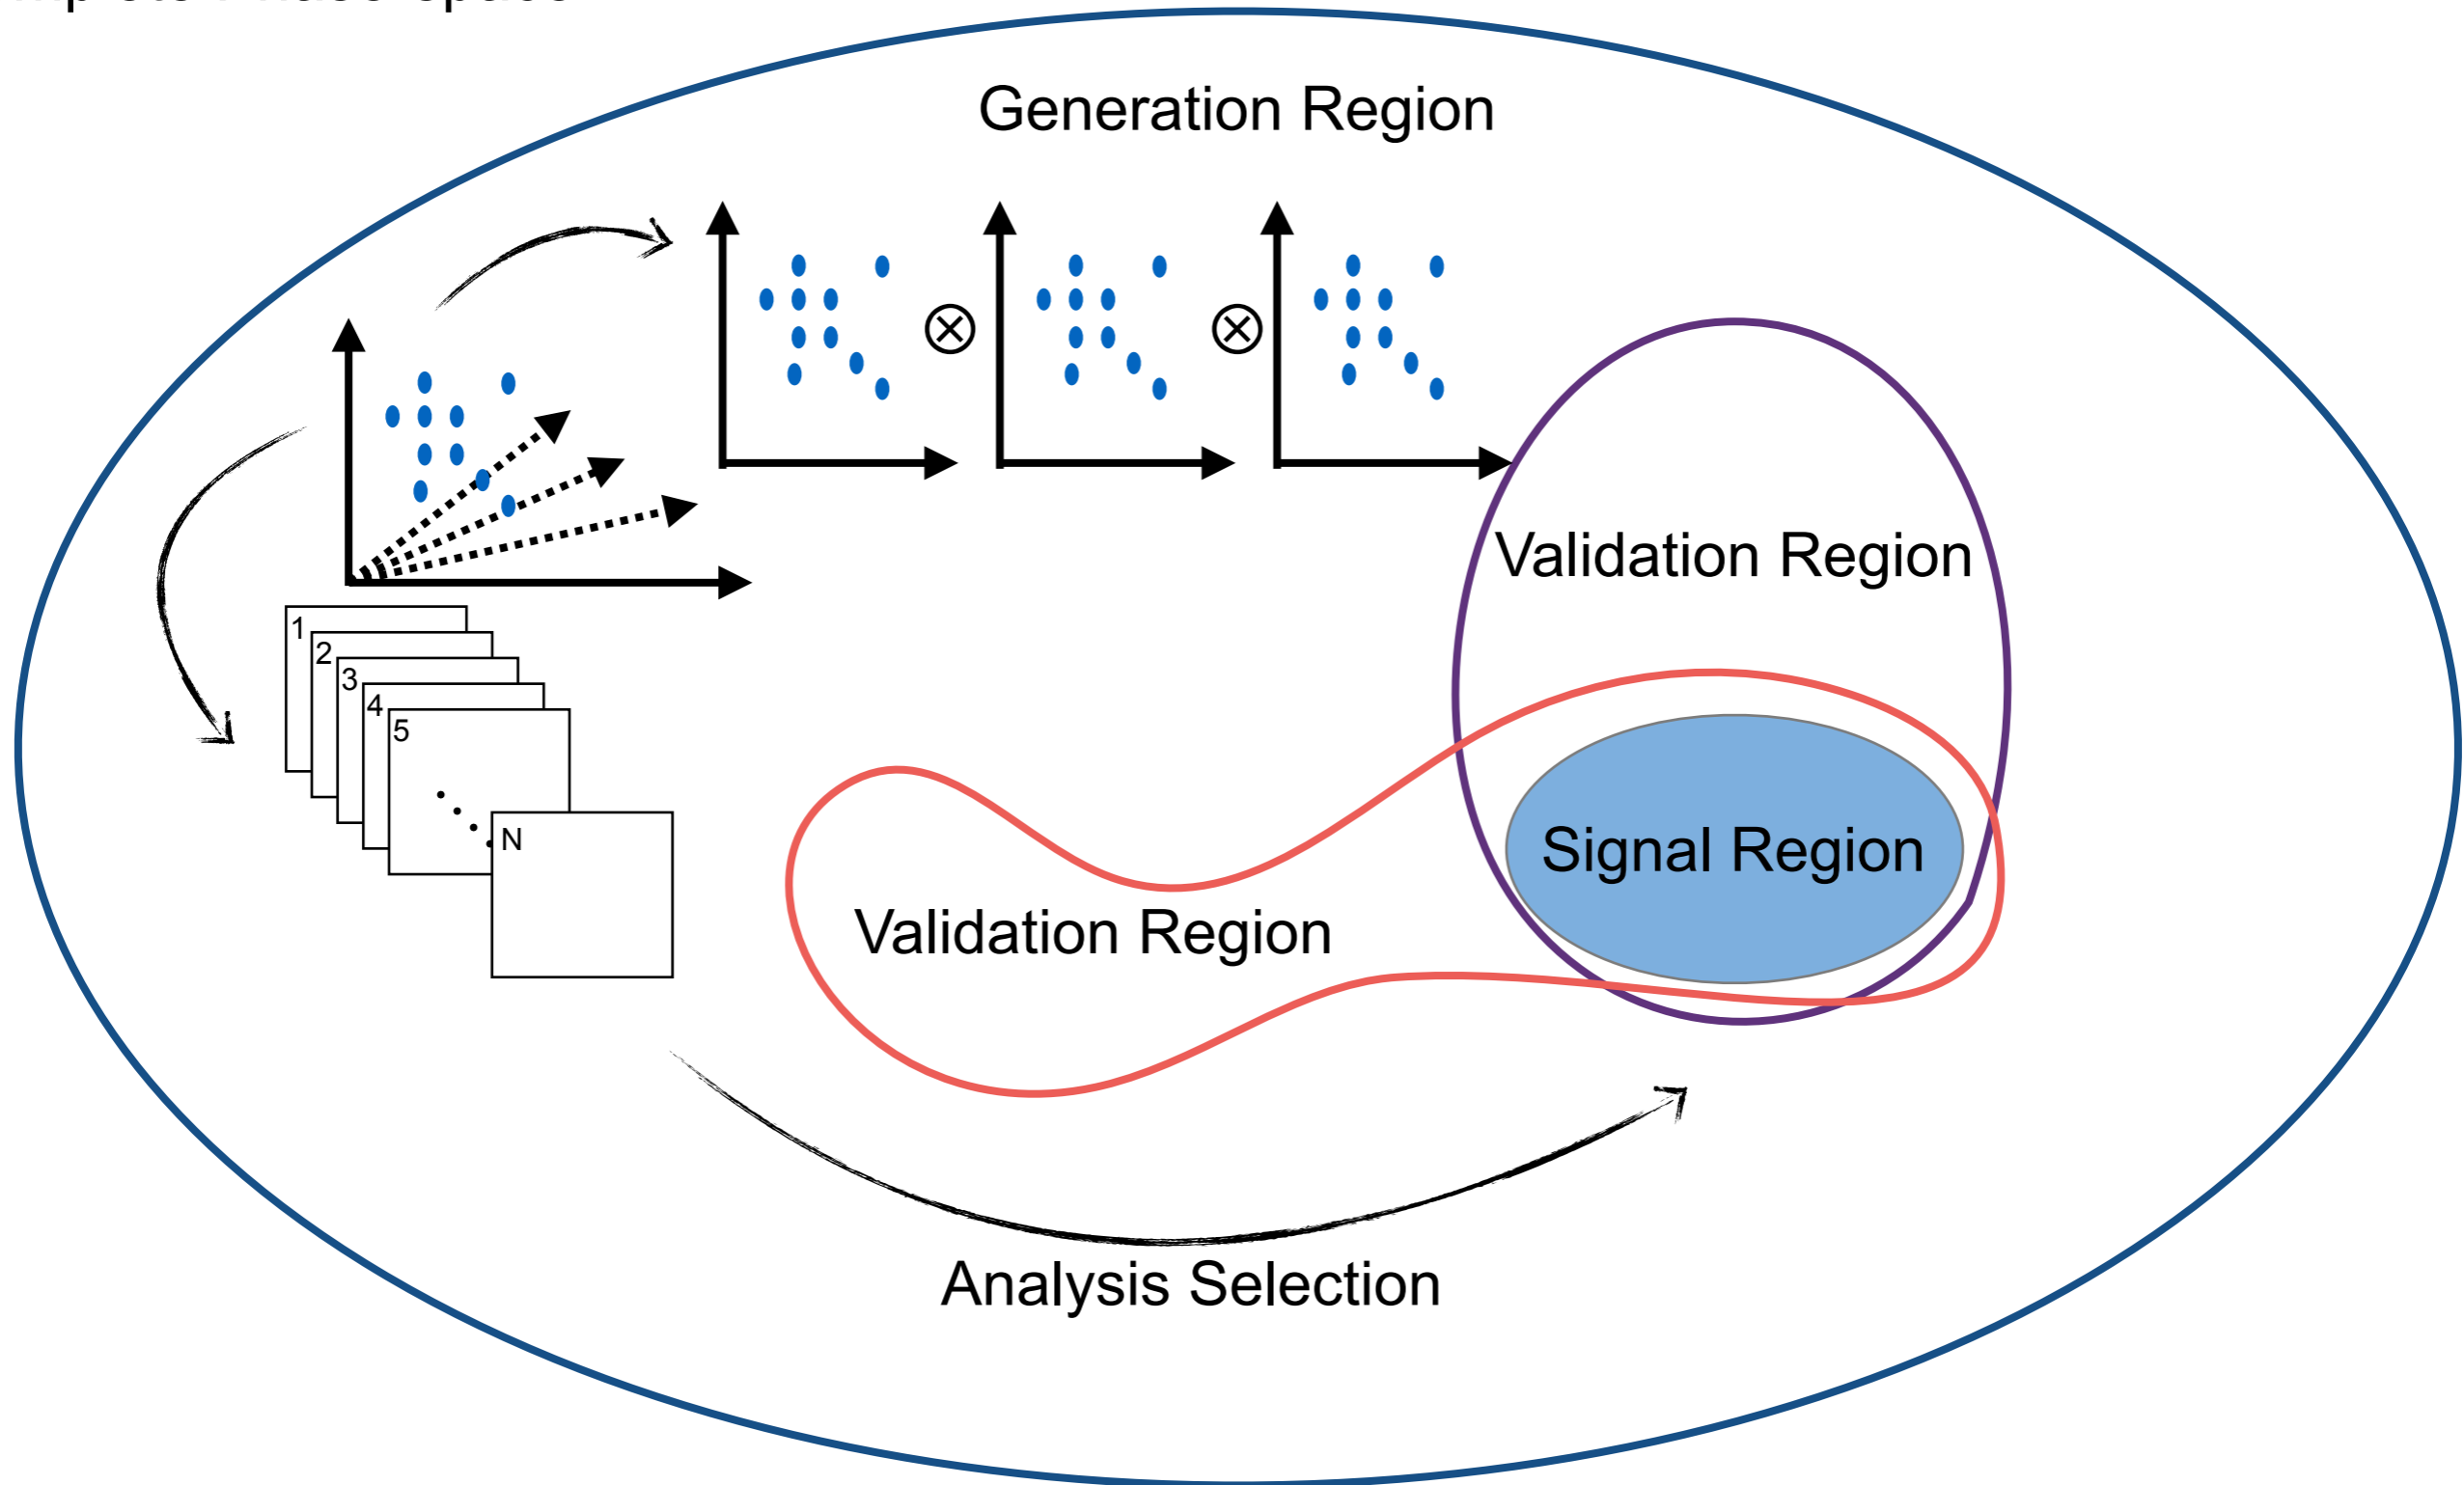 Generation Region
Validation Region
1
2
3
4
5
N
Signal Region
Validation Region
Analysis Selection